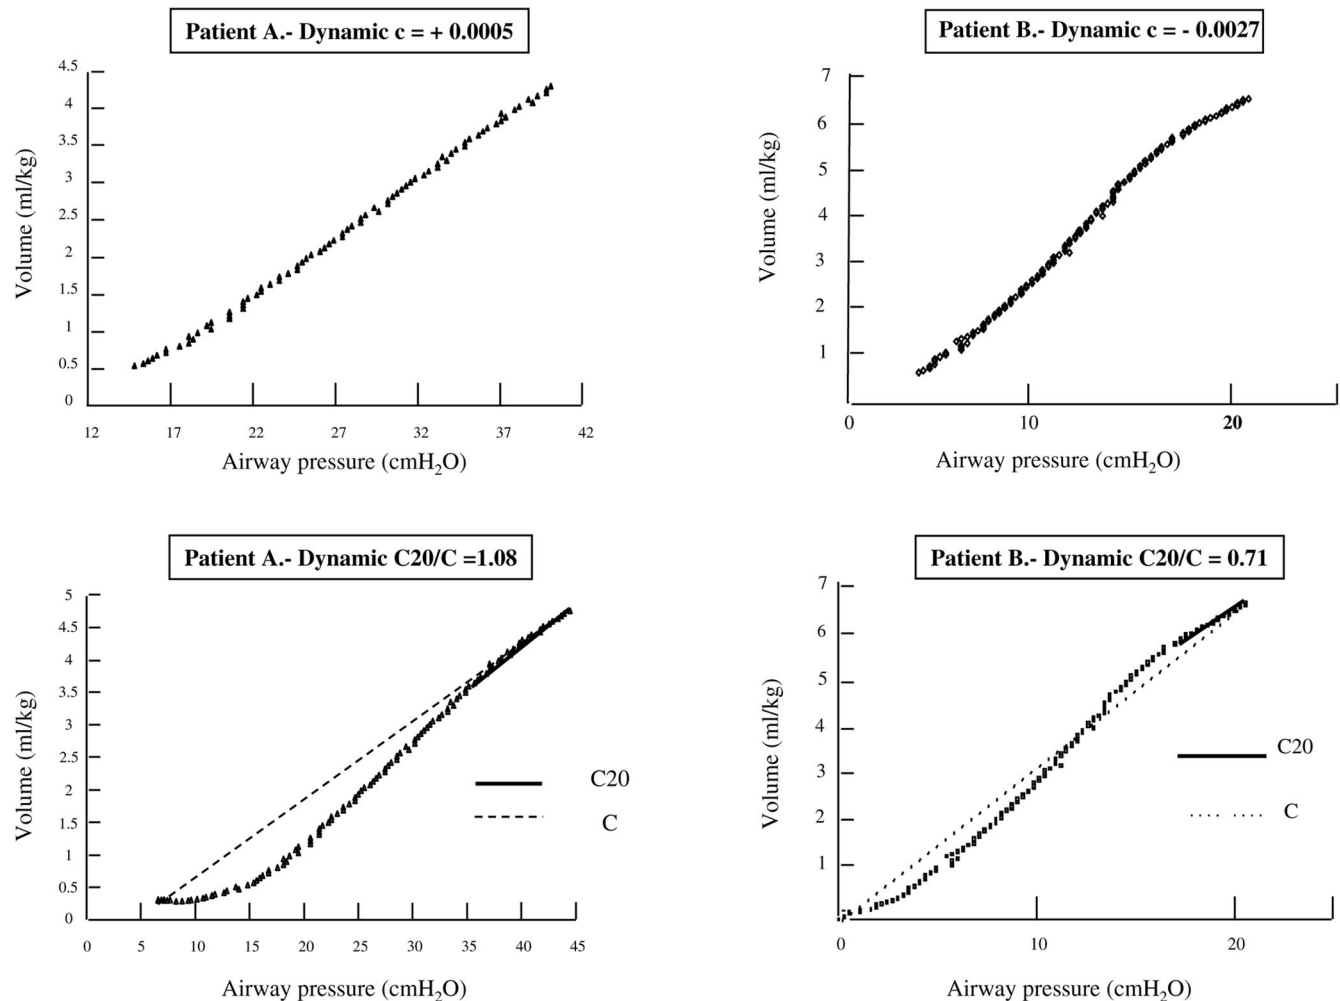 Patient A.- Dynamic c = + 0.0005
4.5
4
3.5
3
2.5
2
1.5
1
0.5
0
Volume (ml/kg)
12 17 22 27 32 37 42
Airway pressure (cmH2O)
Patient B.- Dynamic c = - 0.0027
7
6
5
4
3
2
1
Volume (ml/kg)
0 10 20
Airway pressure (cmH2O)
Patient A.- Dynamic C20/C =1.08
5
4.5
4
3.5
3
2.5
2
1.5
1
0.5
0
Volume (ml/kg)
C20
C
0 5 10 15 20 25 30 35 40 45
Airway pressure (cmH2O)
Patient B.- Dynamic C20/C = 0.71
7
6
5
4
3
2
1
Volume (ml/kg)
C20
C
0 10 20
Airway pressure (cmH2O)